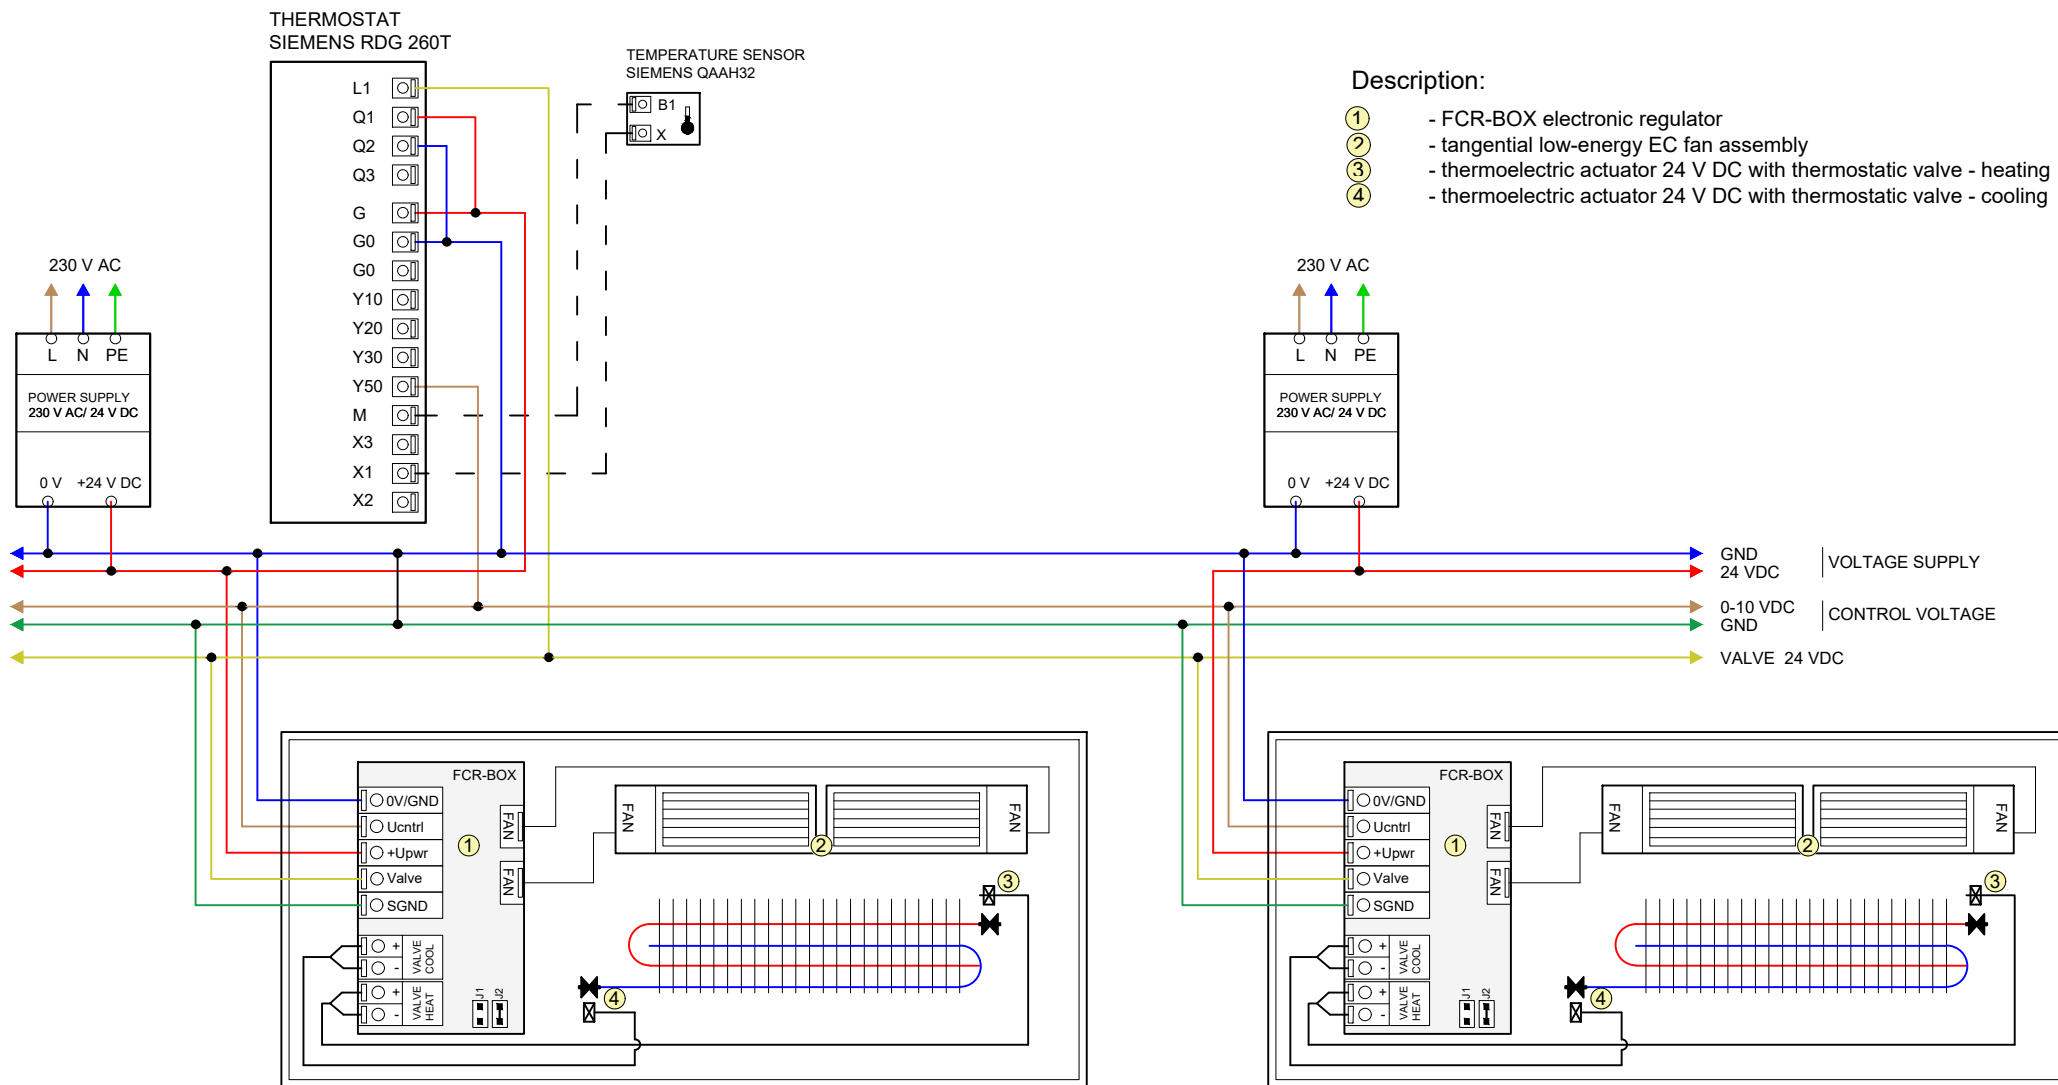 THERMOSTAT
SIEMENS RDG 260T
TEMPERATURE SENSOR
SIEMENS QAAH32
B1
X
L1
Q1
Q2
Q3
G
G0
G0
Y10
Y20
Y30
Y50
M
X3
X1
X2
Description:
1 - FCR-BOX electronic regulator
2 - tangential low-energy EC fan assembly
3 - thermoelectric actuator 24 V DC with thermostatic valve - heating
4 - thermoelectric actuator 24 V DC with thermostatic valve - cooling
230 V AC
L N PE
POWER SUPPLY
230 V AC/ 24 V DC
0 V +24 V DC
230 V AC
L N PE
POWER SUPPLY
230 V AC/ 24 V DC
0 V +24 V DC
GND
24 VDC
VOLTAGE SUPPLY
0-10 VDC
GND
CONTROL VOLTAGE
VALVE 24 VDC
FCR-BOX
0V/GND
Ucntrl
+Upwr
Valve
SGND
+
-
VALVE
COOL
+
-
VALVE
HEAT
J1
J2
FAN
FAN
1
FAN
FAN
2
3
4
FCR-BOX
0V/GND
Ucntrl
+Upwr
Valve
SGND
+
-
VALVE
COOL
+
-
VALVE
HEAT
J1
J2
FAN
FAN
1
FAN
FAN
2
3
4